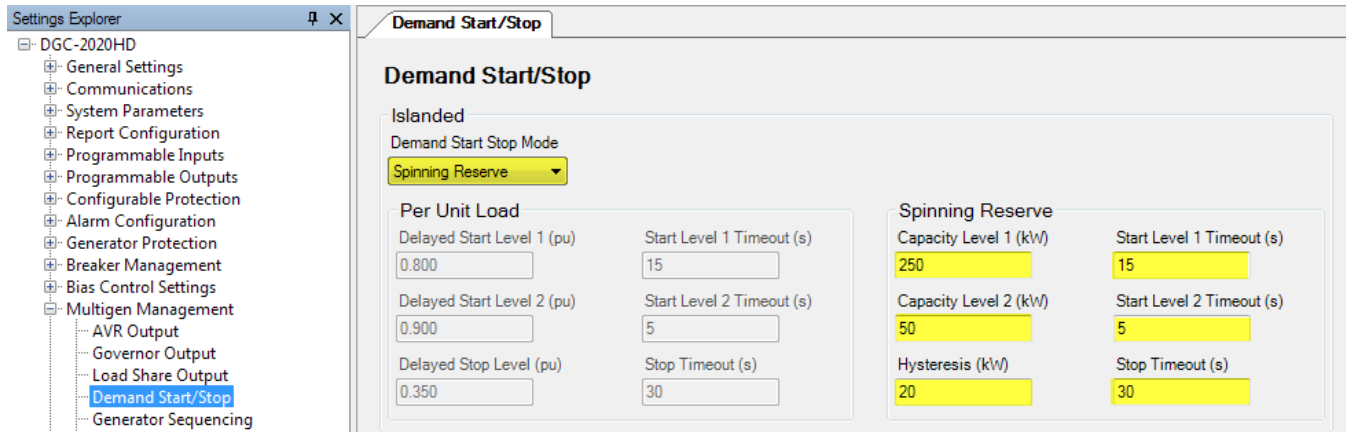 Settings Explorer
DGC-2020HD
General Settings
Communications
System Parameters
Report Configuration
Programmable Inputs
Programmable Outputs
Configurable Protection
Alarm Configuration
Generator Protection
Breaker Management
Bias Control Settings
Multigen Management
AVR Output
Governor Output
Load Share Output
Demand Start/Stop
Generator Sequencing
Demand Start/Stop
Demand Start/Stop
Islanded
Demand Start Stop Mode
Spinning Reserve
Per Unit Load
Delayed Start Level 1 (pu) Start Level 1 Timeout (s)
0.800 15
Delayed Start Level 2 (pu) Start Level 2 Timeout (s)
0.900 5
Delayed Stop Level (pu) Stop Timeout (s)
0.350 30
Spinning Reserve
Capacity Level 1 (kW) Start Level 1 Timeout (s)
250 15
Capacity Level 2 (kW) Start Level 2 Timeout (s)
50 5
Hysteresis (kW) Stop Timeout (s)
20 30